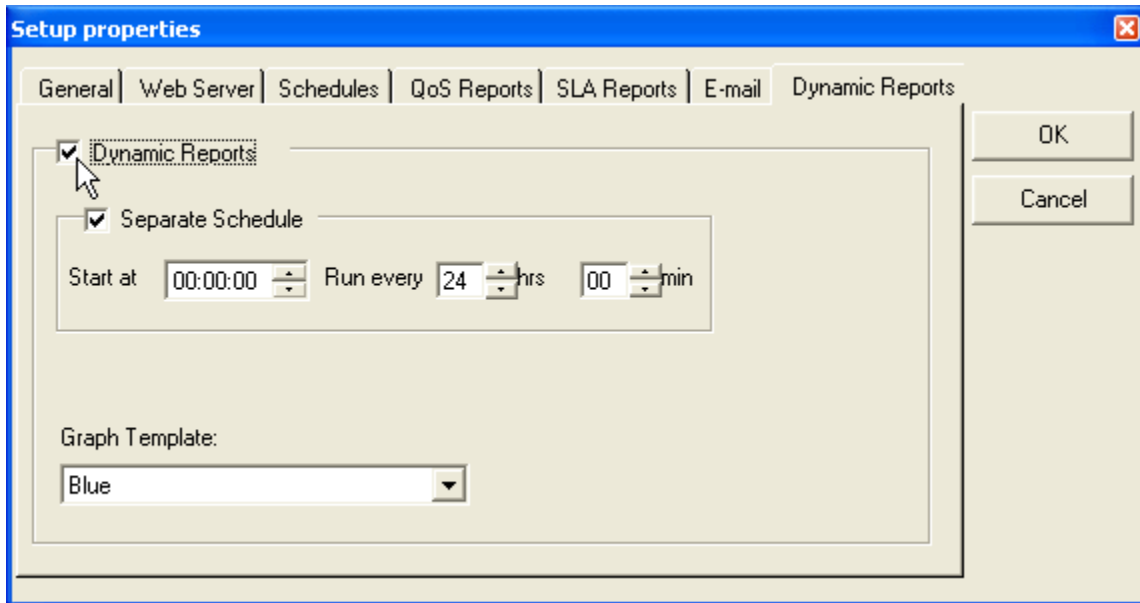 Setup properties
General Web Server Schedules QoS Reports SLA Reports E-mail Dynamic Reports
Dynamic Reports
OK
Separate Schedule
Cancel
Start at 00:00:00 Run every 24 hrs 00 min
Graph Template:
Blue